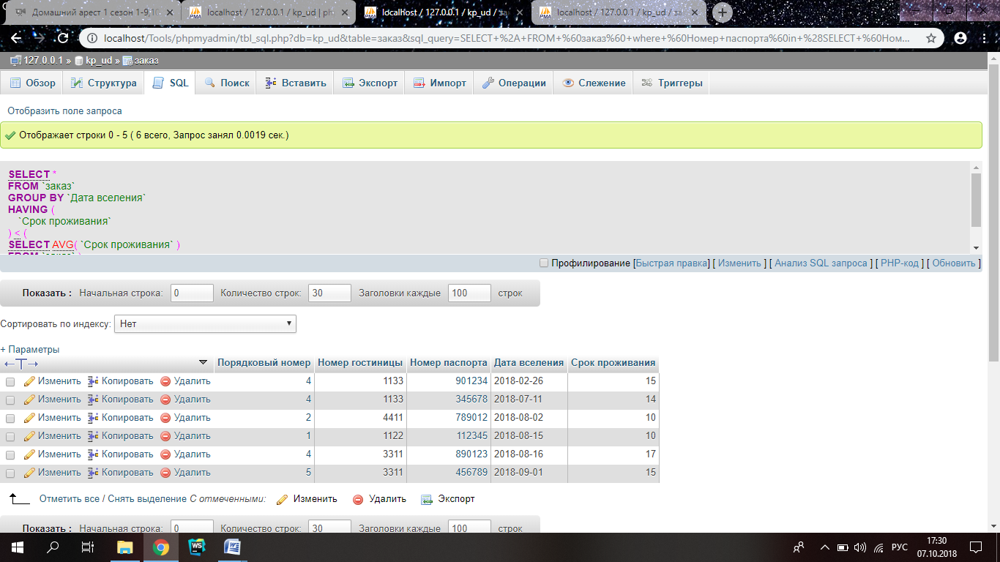 Домашний арест 1 сезон 1-9,10
localhost / 127.0.0.1 / kp_ud | ph
localhost / 127.0.0.1 / kp_ud / за
localhost / 127.0.0.1 / kp_ud / за
localhost/Tools/phpmyadmin/tbl_sql.php?db=kp_ud&table=заказ&sql_query=SELECT+%2A+FROM+%60заказ%60+where+%60Номер+паспорта%60in+%28SELECT+%60Ном...
127.0.0.1 » kp_ud » заказ
Обзор Структура SQL Поиск Вставить Экспорт Импорт Операции Слежение Триггеры
Отобразить поле запроса
Отображает строки 0 - 5 ( 6 всего, Запрос занял 0.0019 сек.)
SELECT *
FROM `заказ`
GROUP BY `Дата вселения`
HAVING (
`Срок проживания`
) < (
SELECT AVG( `Срок проживания` )
FROM `заказ` )
Профилирование [Быстрая правка] [ Изменить ] [ Анализ SQL запроса ] [ PHP-код ] [ Обновить ]
Показать : Начальная строка: 0 Количество строк: 30 Заголовки каждые 100 строк
Сортировать по индексу: Нет
+ Параметры
←T→ Порядковый номер Номер гостиницы Номер паспорта Дата вселения Срок проживания
Изменить Копировать Удалить 4 1133 901234 2018-02-26 15
Изменить Копировать Удалить 4 1133 345678 2018-07-11 14
Изменить Копировать Удалить 2 4411 789012 2018-08-02 10
Изменить Копировать Удалить 1 1122 112345 2018-08-15 10
Изменить Копировать Удалить 4 3311 890123 2018-08-16 17
Изменить Копировать Удалить 5 3311 456789 2018-09-01 15
Отметить все / Снять выделение С отмеченными: Изменить Удалить Экспорт
Показать : Начальная строка: 0 Количество строк: 30 Заголовки каждые 100 строк
РУС
17:30
07.10.2018